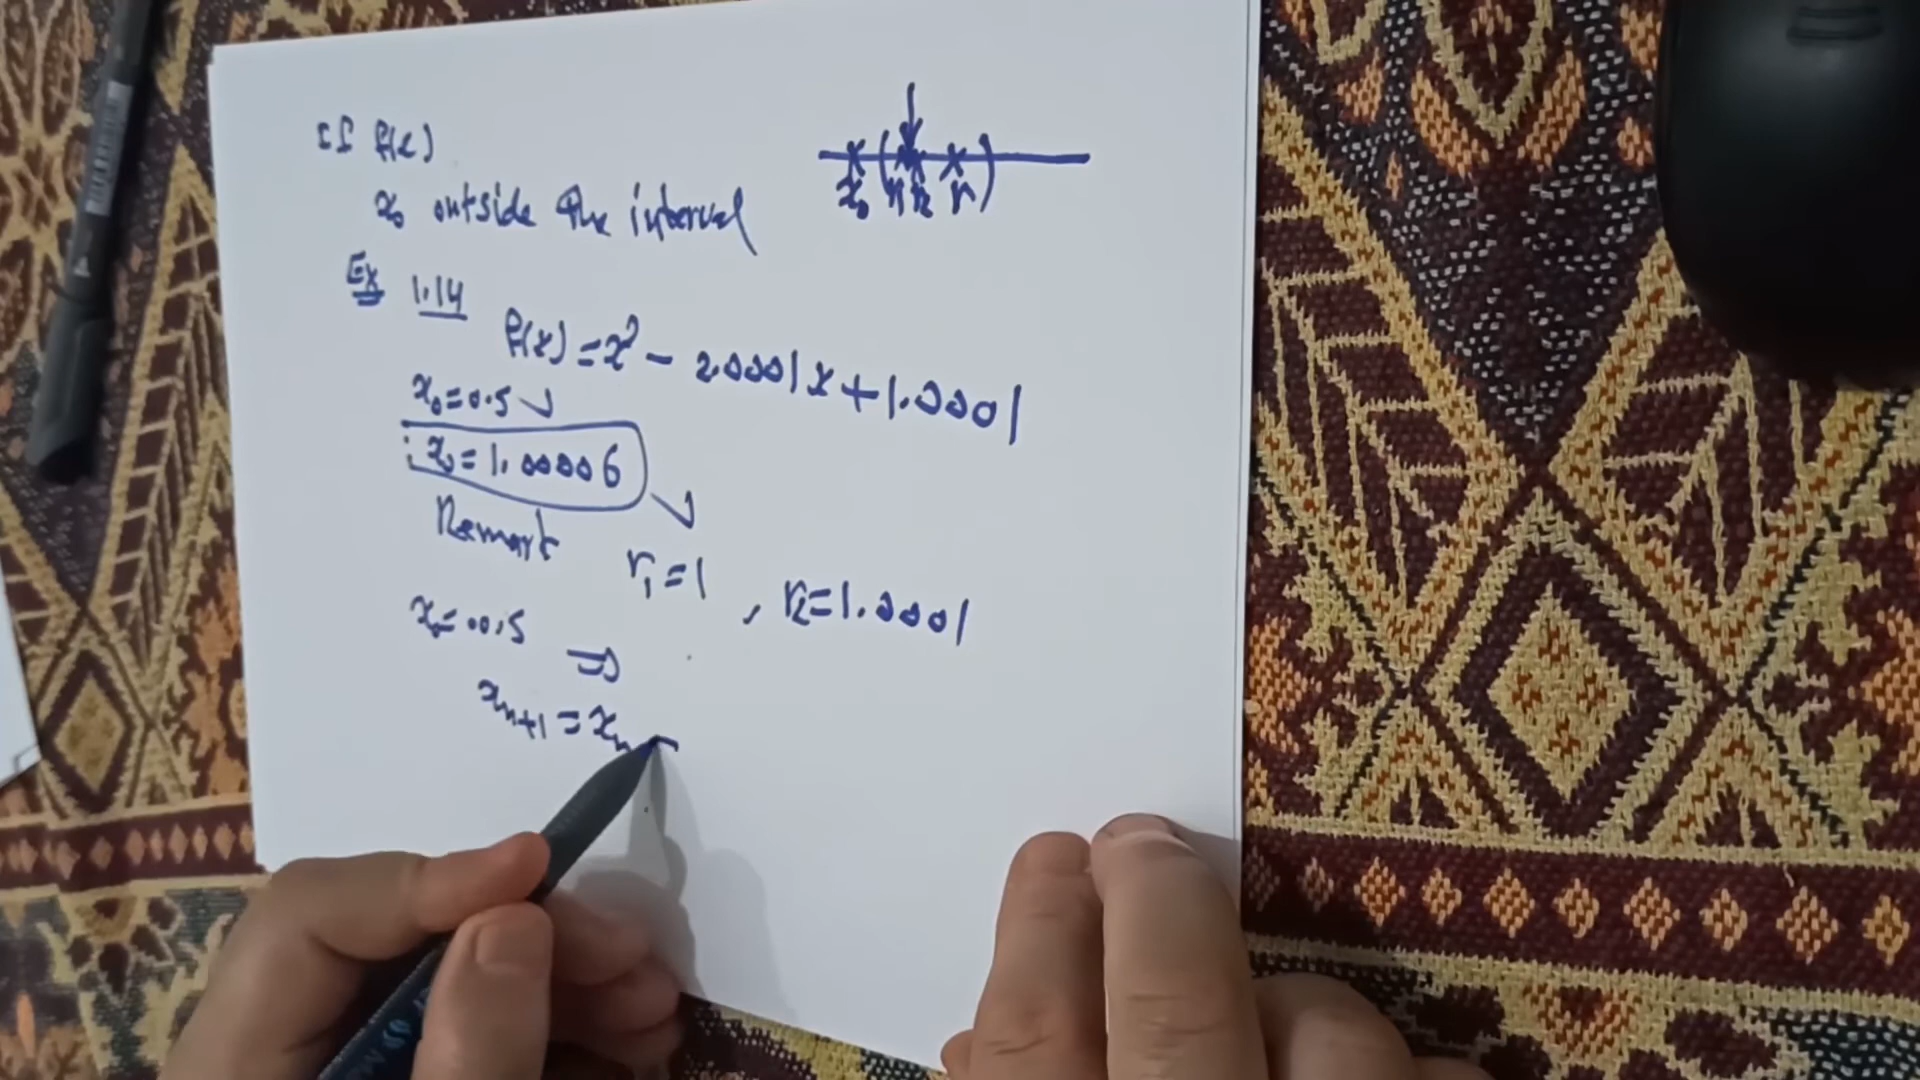 If f(x)
x₀ outside the interval
x₀ ( r₁ r₂ r )
Ex 1.14
f(x) = x² - 2.0001x + 1.0001
x₀ = 0.5
x₀ = 1.00006
Remark
r₁ = 1 , r₂ = 1.0001
x₀ = 0.5 ⇒
xₙ₊₁ = xₙ -